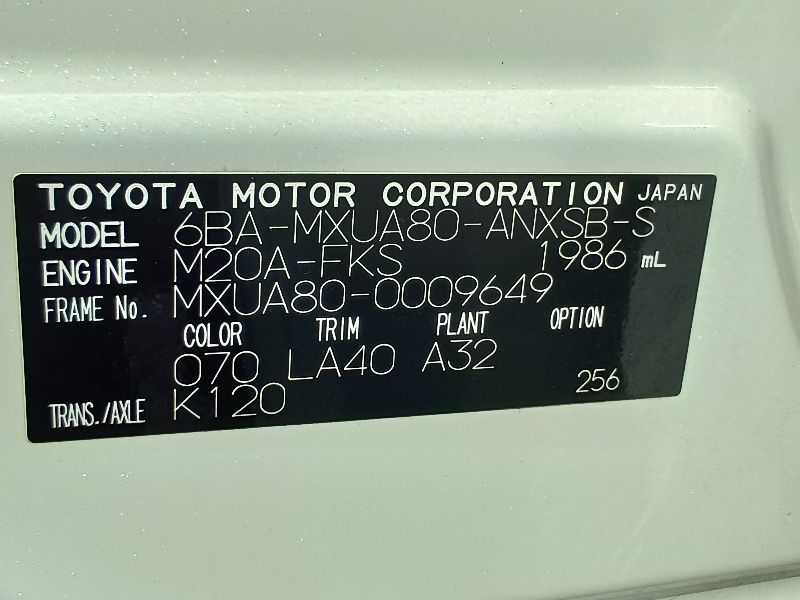 TOYOTA MOTOR CORPORATION JAPAN
MODEL 6BA-MXUA80-ANXSB-S
ENGINE M20A-FKS 1986 mL
FRAME No. MXUA80-0009649
COLOR TRIM PLANT OPTION
070 LA40 A32
TRANS./AXLE K120 256